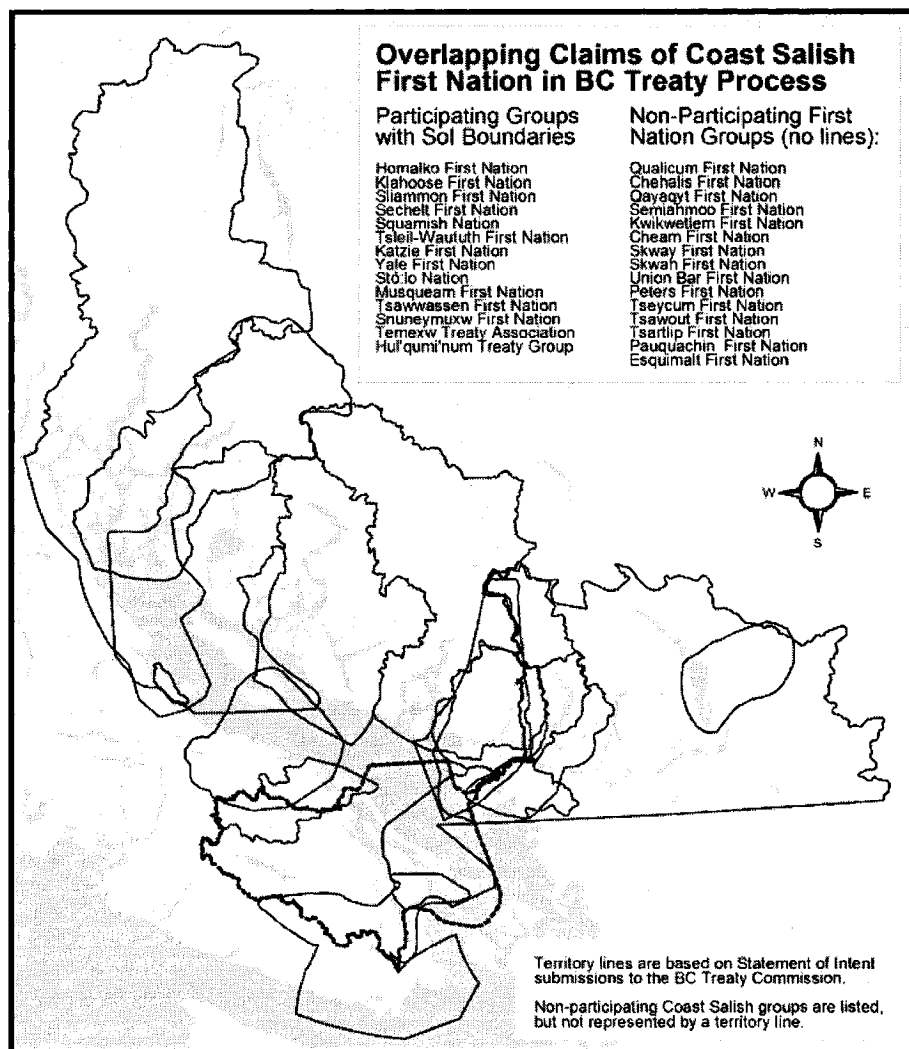 Overlapping Claims of Coast Salish
First Nation in BC Treaty Process
Participating Groups
with SoI Boundaries
Homalko First Nation
Klahoose First Nation
Sliammon First Nation
Sechelt First Nation
Squamish Nation
Tsleil-Waututh First Nation
Katzie First Nation
Yale First Nation
Stó:lo Nation
Musqueam First Nation
Tsawwassen First Nation
Snuneymuxw First Nation
Temexw Treaty Association
Hul'qumi'num Treaty Group
Non-Participating First
Nation Groups (no lines):
Qualicum First Nation
Chehalis First Nation
Qayaqyt First Nation
Semiahmoo First Nation
Kwikwetlem First Nation
Cheam First Nation
Skway First Nation
Skwah First Nation
Union Bar First Nation
Peters First Nation
Tseycum First Nation
Tsawout First Nation
Tsartlip First Nation
Pauquachin First Nation
Esquimalt First Nation
N
W E
S
Territory lines are based on Statement of Intent
submissions to the BC Treaty Commission.
Non-participating Coast Salish groups are listed,
but not represented by a territory line.